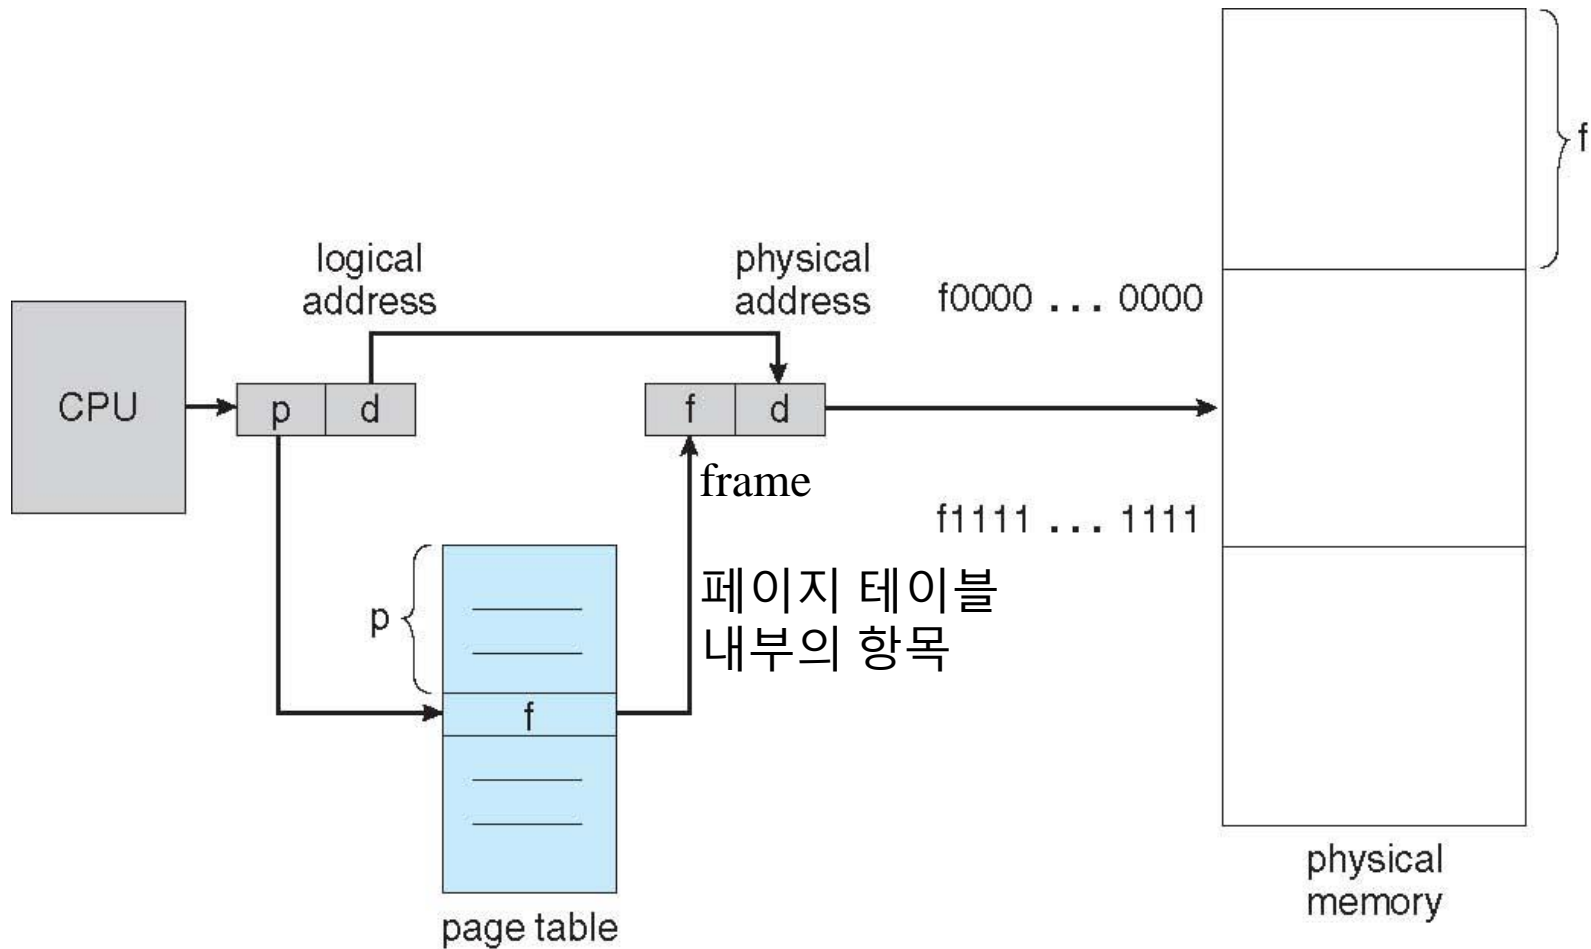 f
logical
address
physical
address
f0000 ... 0000
CPU
p d
f d
frame
f1111 ... 1111
p
페이지 테이블
내부의 항목
f
physical
memory
page table